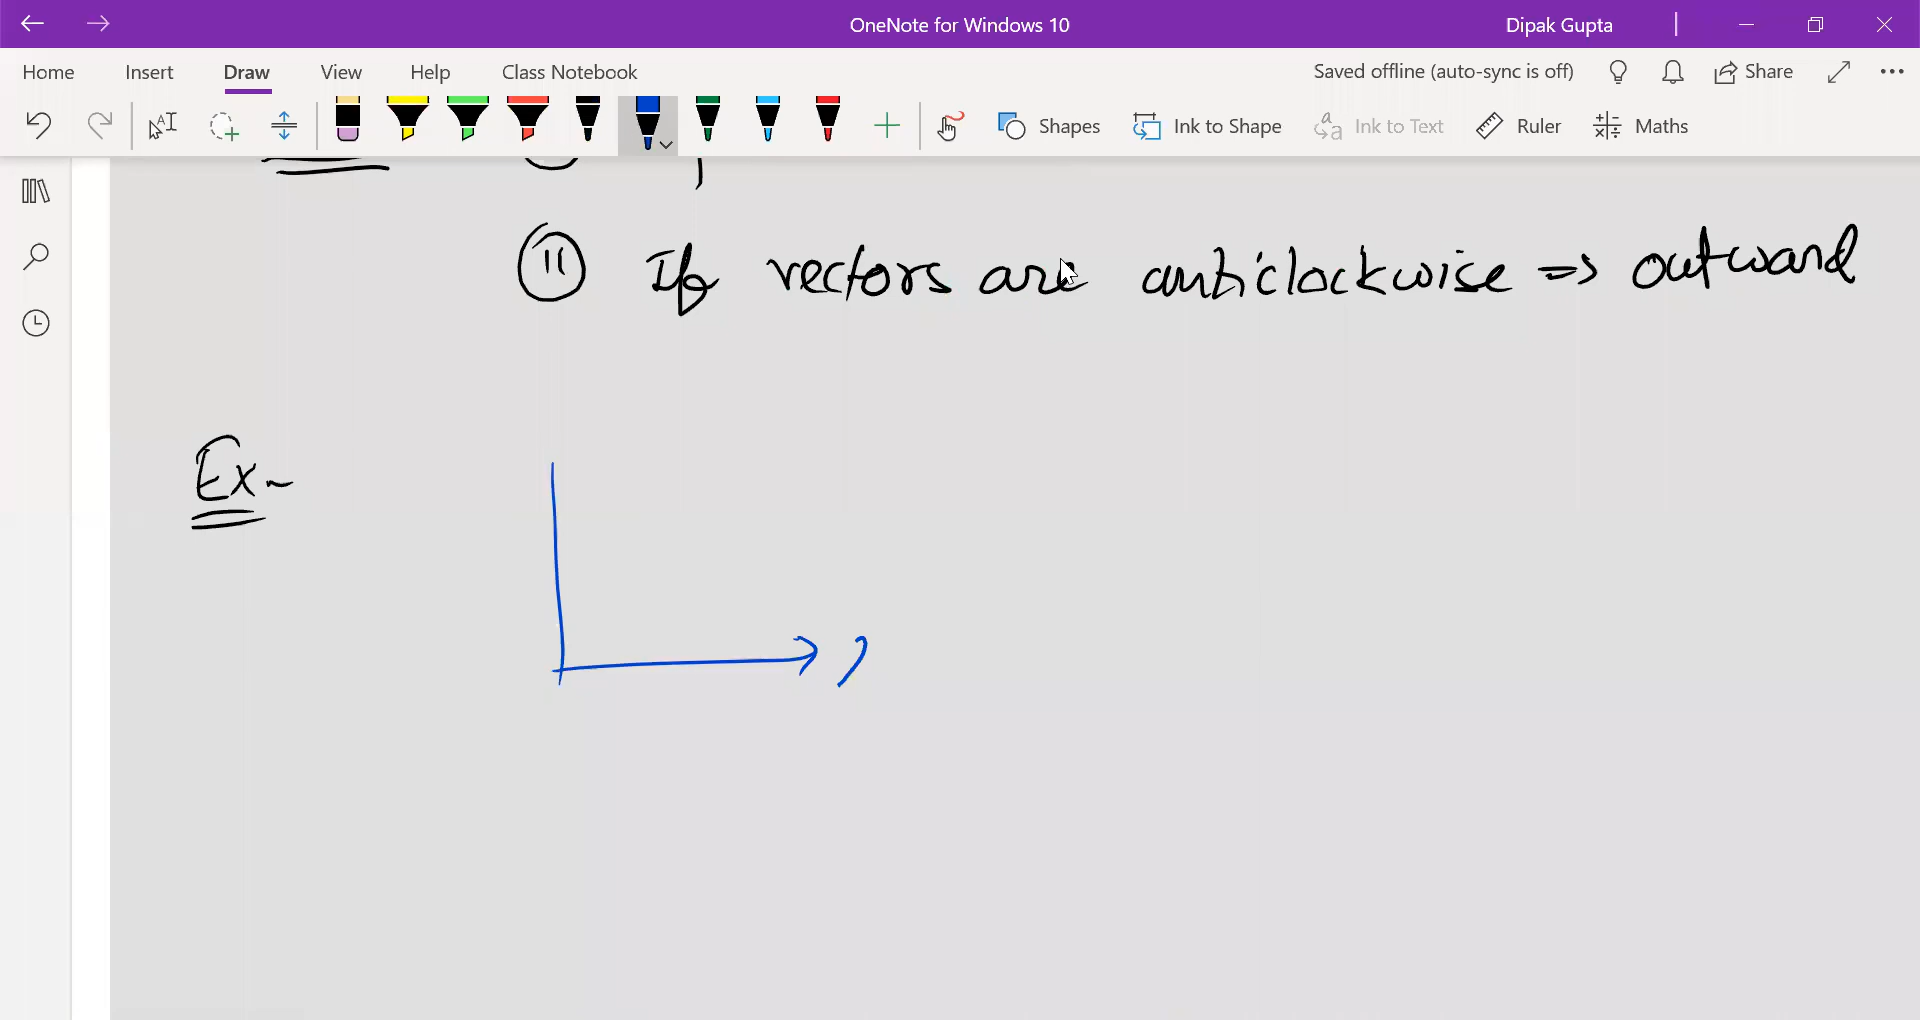 OneNote for Windows 10
Dipak Gupta
Home Insert Draw View Help Class Notebook
Saved offline (auto-sync is off) Share
Shapes Ink to Shape Ink to Text Ruler Maths
II If vectors are anticlockwise => outward
Ex-